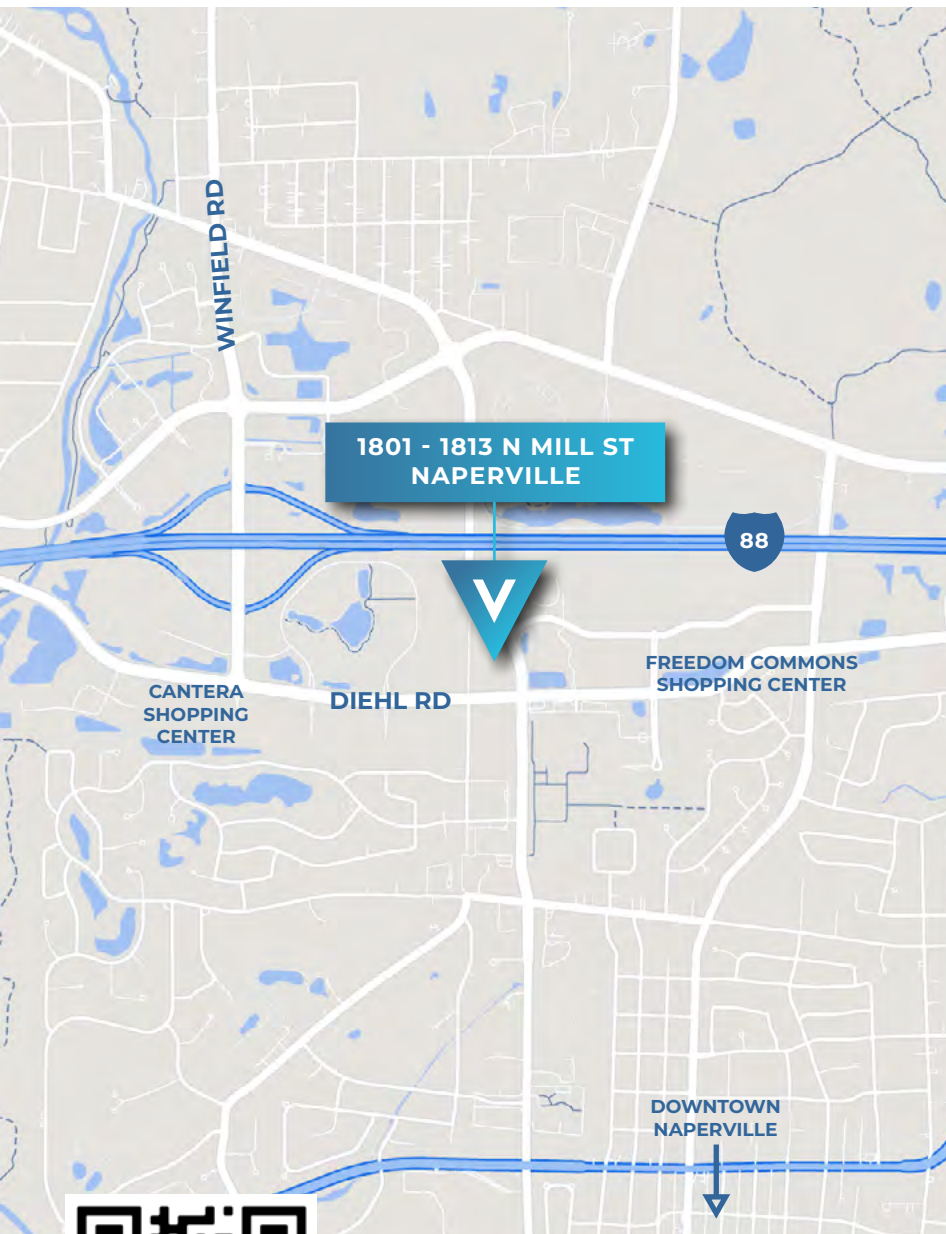 WINFIELD RD
1801 - 1813 N MILL ST
NAPERVILLE
88
V
FREEDOM COMMONS
SHOPPING CENTER
CANTERA
SHOPPING
CENTER
DIEHL RD
DOWNTOWN
NAPERVILLE